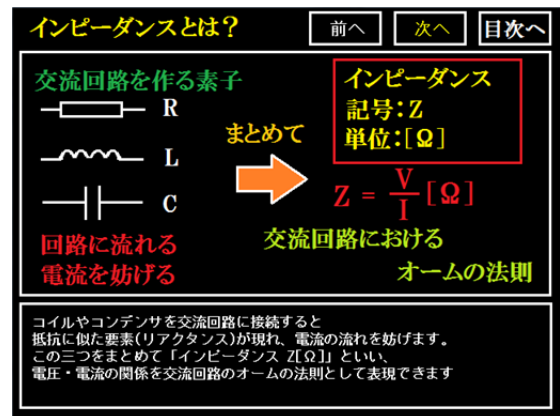 インピーダンスとは？
前へ
次へ
目次へ
交流回路を作る素子
R
L
C
回路に流れる
電流を妨げる
まとめて
インピーダンス
記号：Z
単位：[Ω]
Z = V/I [Ω]
交流回路における
オームの法則
コイルやコンデンサを交流回路に接続すると
抵抗に似た要素(リアクタンス)が現れ、電流の流れを妨げます。
この三つをまとめて「インピーダンス Z[Ω]」といい、
電圧・電流の関係を交流回路のオームの法則として表現できます